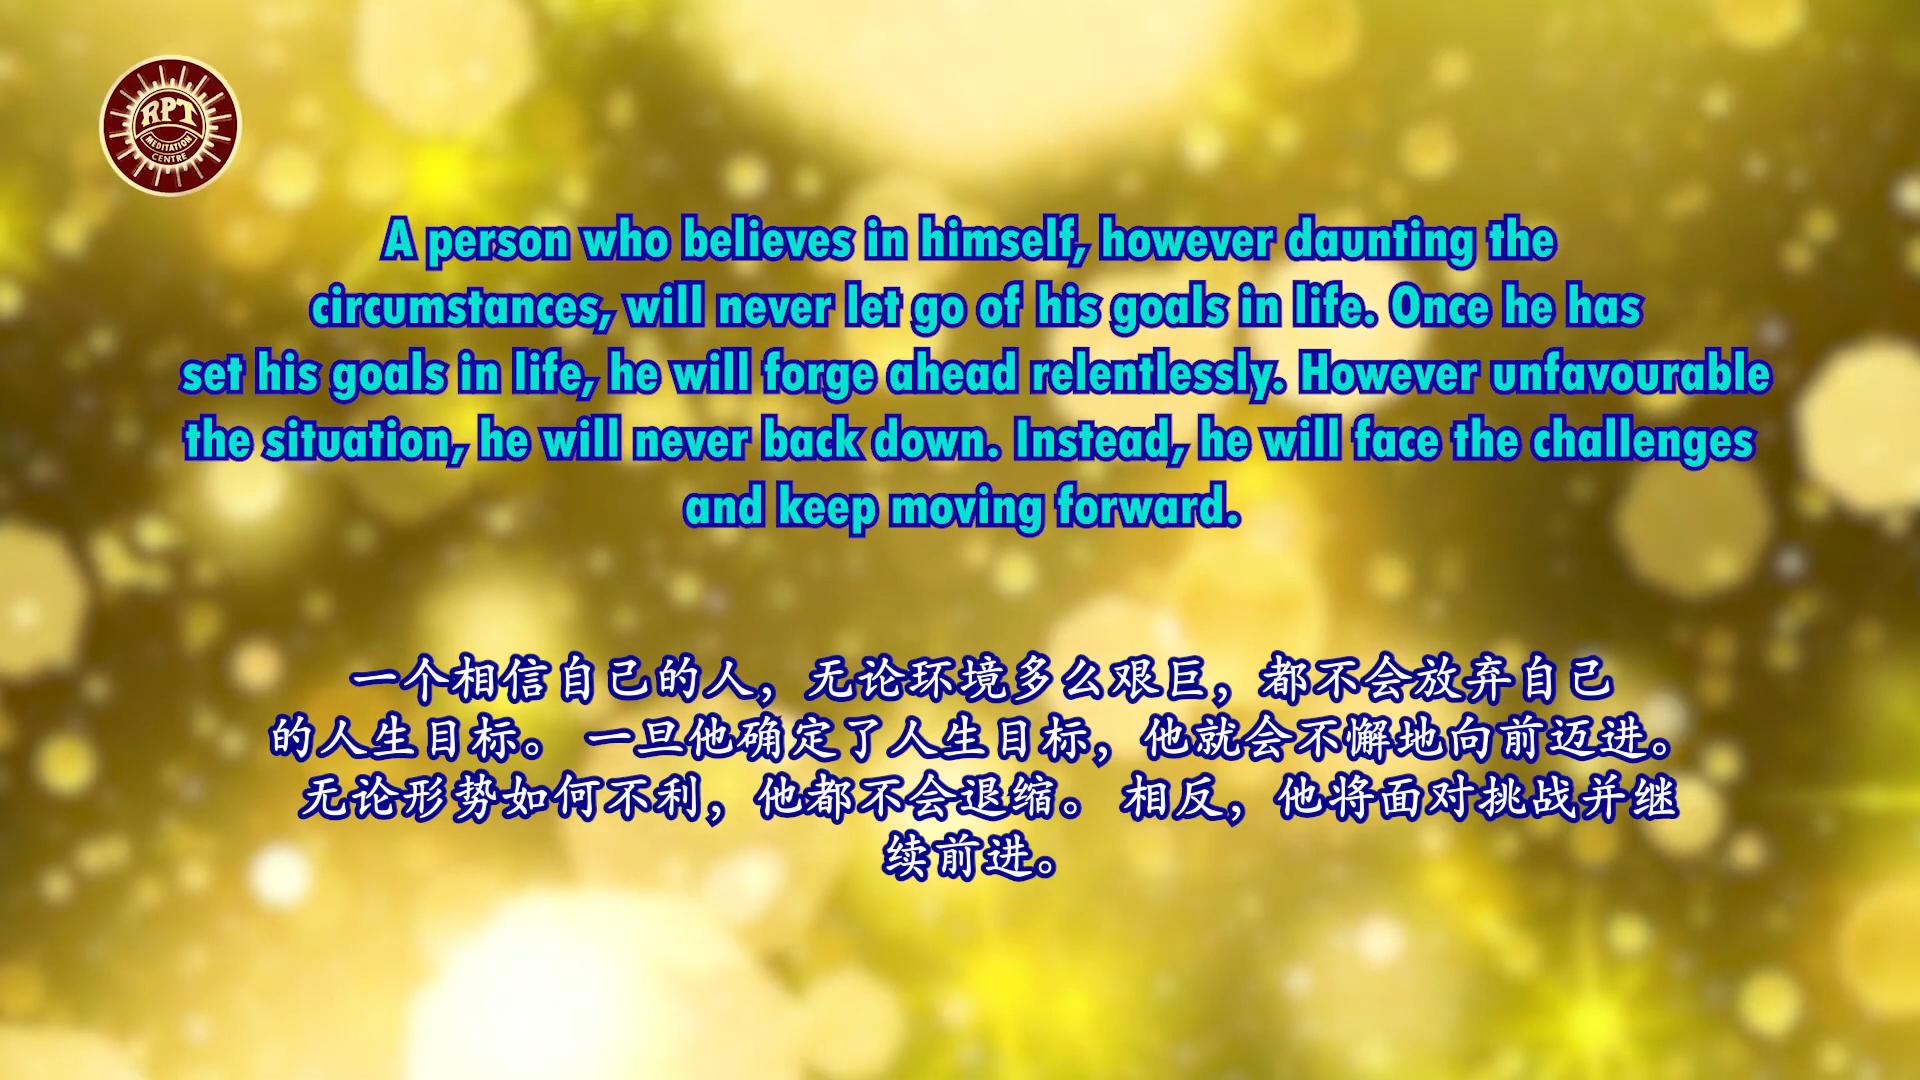 RPT
MEDITATION
CENTRE
A person who believes in himself, however daunting the
circumstances, will never let go of his goals in life. Once he has
set his goals in life, he will forge ahead relentlessly. However unfavourable
the situation, he will never back down. Instead, he will face the challenges
and keep moving forward.
一个相信自己的人，无论环境多么艰巨，都不会放弃自己
的人生目标。 一旦他确定了人生目标，他就会不懈地向前迈进。
无论形势如何不利，他都不会退缩。 相反，他将面对挑战并继
续前进。